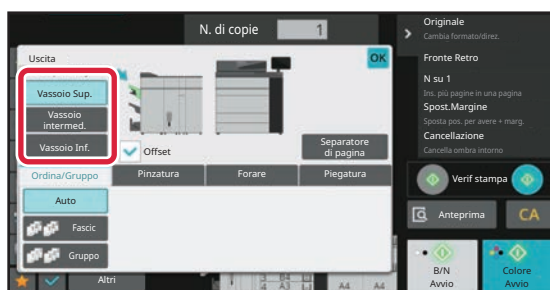 N. di copie 1
Uscita
OK
Vassoio Sup.
Vassoio
intermed.
Vassoio Inf.
Offset
Separatore
di pagina
Ordina/Gruppo
Pinzatura
Forare
Piegatura
Auto
Fascic
Gruppo
Altri
A4 A3
A4 A4
Originale
Cambia formato/direz.
Fronte Retro
N su 1
Ins. più pagine in una pagina
Spost.Margine
Sposta pos. per avere + marg.
Cancellazione
Cancella ombra intorno
Verif stampa
Anteprima
CA
B/N
Avvio
Colore
Avvio